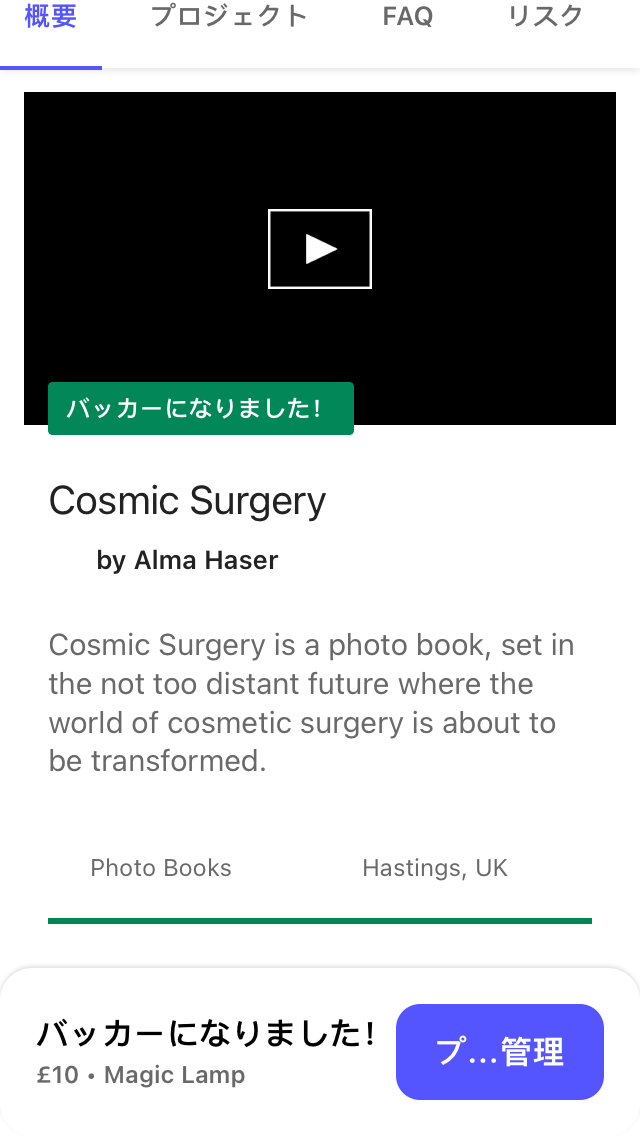 概要 プロジェクト FAQ リスク
バッカーになりました!
Cosmic Surgery
by Alma Haser
Cosmic Surgery is a photo book, set in
the not too distant future where the
world of cosmetic surgery is about to
be transformed.
Photo Books Hastings, UK
バッカーになりました!
£10 • Magic Lamp
プ...管理